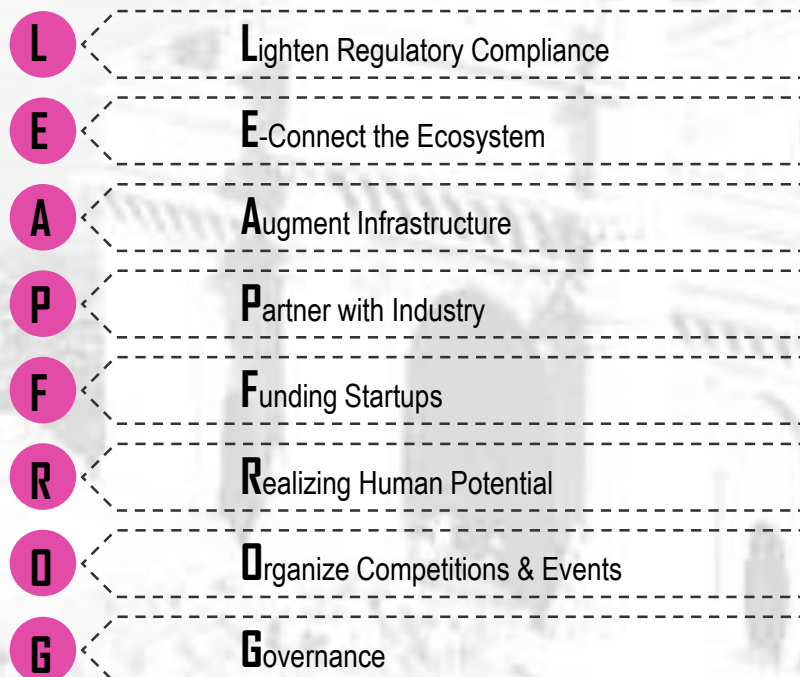 L Lighten Regulatory Compliance
E E-Connect the Ecosystem
A Augment Infrastructure
P Partner with Industry
F Funding Startups
R Realizing Human Potential
O Organize Competitions & Events
G Governance